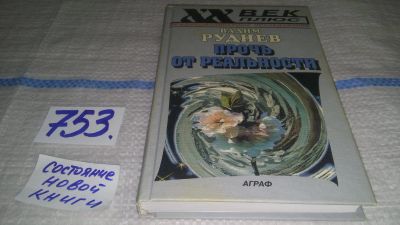 XX ВЕК
ПЛЮС
ВАДИМ
РУДНЕВ
ПРОЧЬ
ОТ РЕАЛЬНОСТИ
АГРАФ
753.
СОСТОЯНИЕ
НОВОЙ
КНИГИ